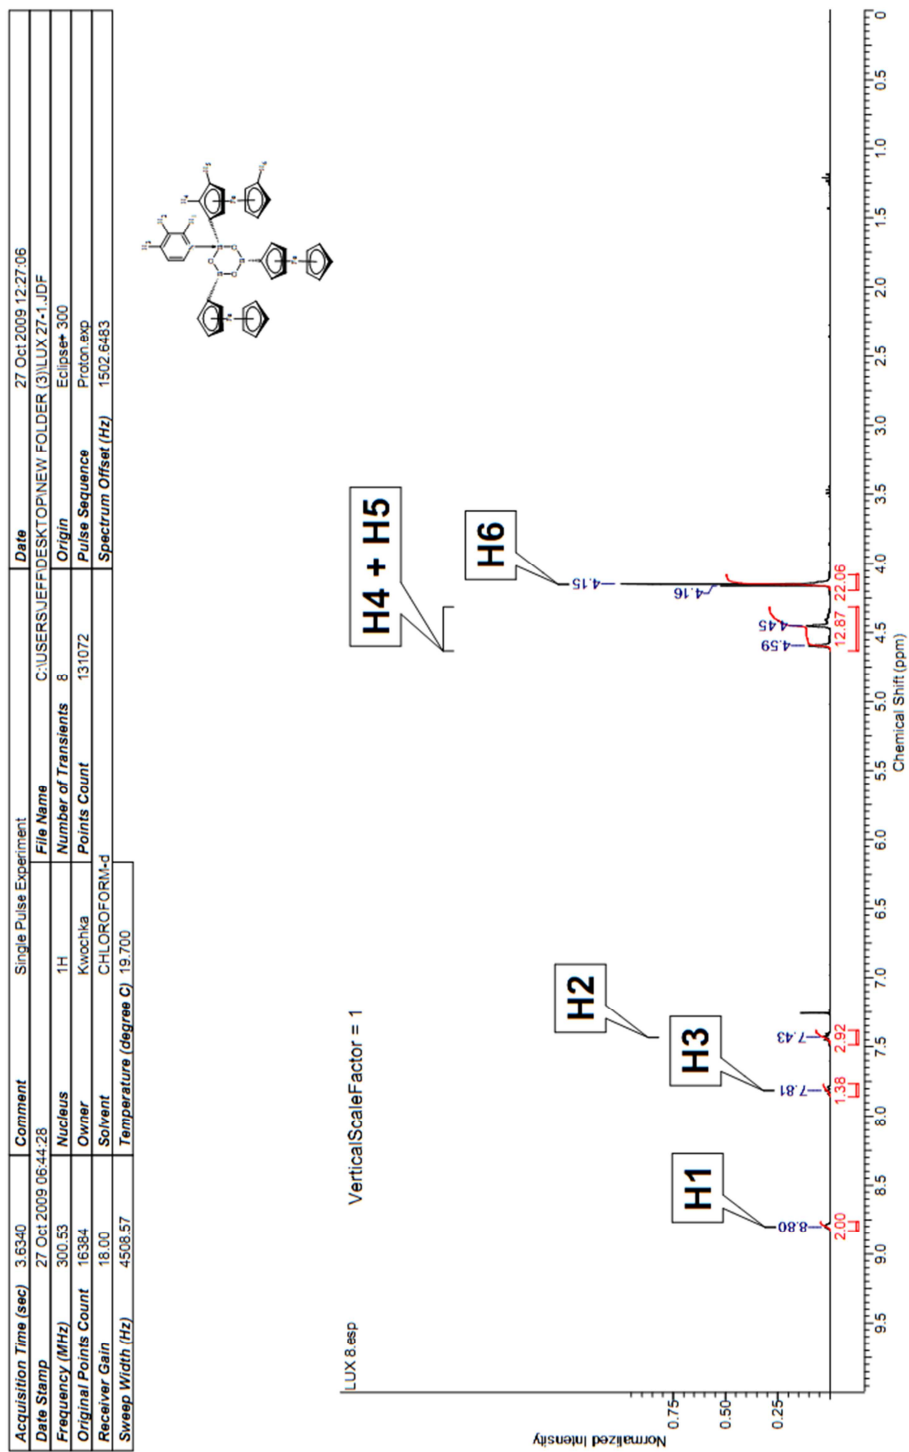 Acquisition Time (sec) 3.6340 Comment Single Pulse Experiment Date 27 Oct 2009 12:27:06
Date Stamp 27 Oct 2009 06:44:28 File Name C:\USERS\JEFF\DESKTOP\NEW FOLDER (3)\LUX 27-1.JDF
Frequency (MHz) 300.53 Nucleus 1H Number of Transients 8 Origin Eclipse+ 300
Original Points Count 16384 Owner Kwochka Points Count 131072 Pulse Sequence Proton.exp
Receiver Gain 18.00 Solvent CHLOROFORM-d Spectrum Offset (Hz) 1502.6483
Sweep Width (Hz) 4508.57 Temperature (degree C) 19.700
LUX 8.esp
VerticalScaleFactor = 1
H4 + H5
H6
H2
H3
H1
8.80
7.81
7.43
4.59
4.45
4.16
4.15
2.00
1.38
2.92
12.87
22.06
Normalized Intensity
0.75
0.50
0.25
9.5 9.0 8.5 8.0 7.5 7.0 6.5 6.0 5.5 5.0 4.5 4.0 3.5 3.0 2.5 2.0 1.5 1.0 0.5 0
Chemical Shift (ppm)